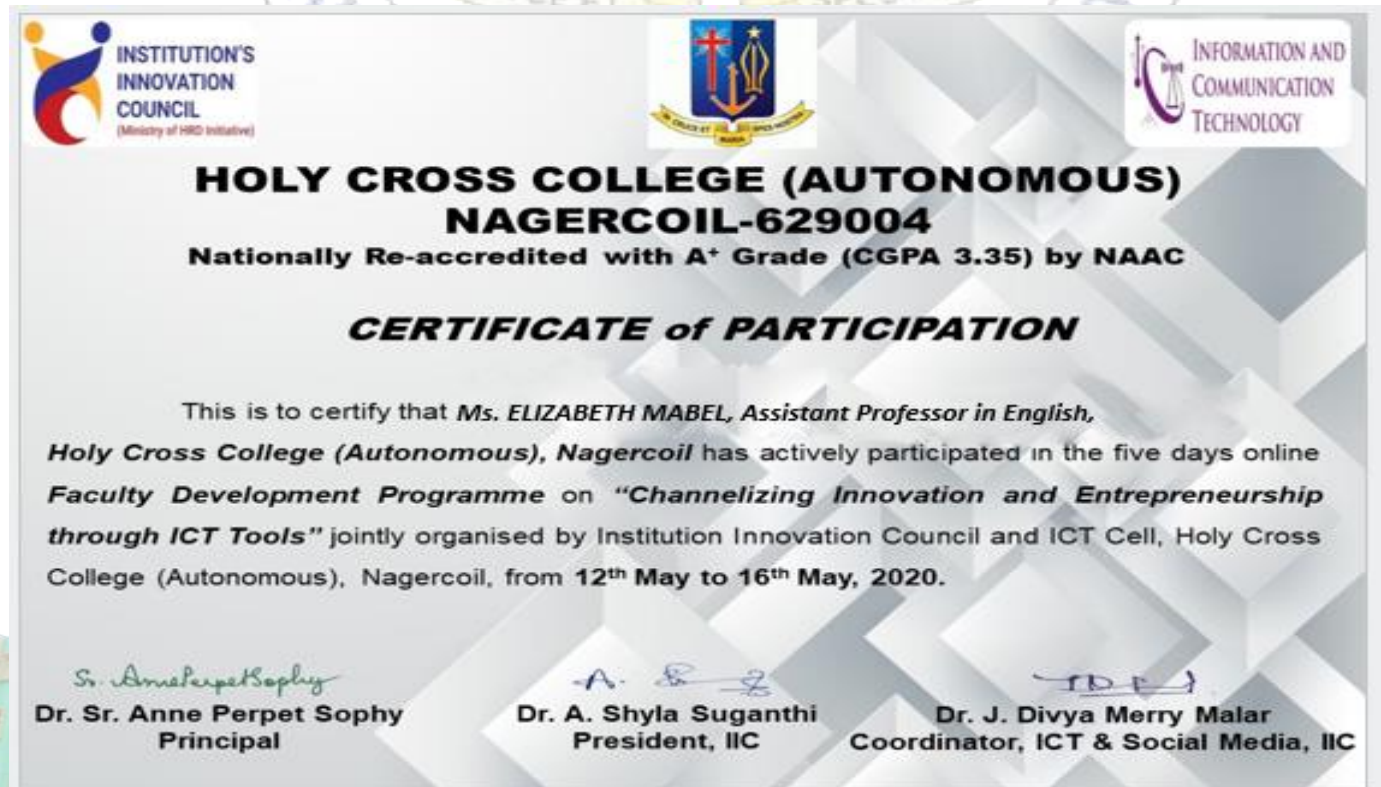 INSTITUTION'S
INNOVATION
COUNCIL
(Ministry of HRD Initiative)
INFORMATION AND
COMMUNICATION
TECHNOLOGY
HOLY CROSS COLLEGE (AUTONOMOUS)
NAGERCOIL-629004
Nationally Re-accredited with A⁺ Grade (CGPA 3.35) by NAAC
CERTIFICATE of PARTICIPATION
This is to certify that Ms. ELIZABETH MABEL, Assistant Professor in English,
Holy Cross College (Autonomous), Nagercoil has actively participated in the five days online
Faculty Development Programme on “Channelizing Innovation and Entrepreneurship
through ICT Tools” jointly organised by Institution Innovation Council and ICT Cell, Holy Cross
College (Autonomous), Nagercoil, from 12ᵗʰ May to 16ᵗʰ May, 2020.
Sr. Anne Perpet Sophy
Dr. Sr. Anne Perpet Sophy
Principal
Dr. A. Shyla Suganthi
President, IIC
Dr. J. Divya Merry Malar
Coordinator, ICT & Social Media, IIC